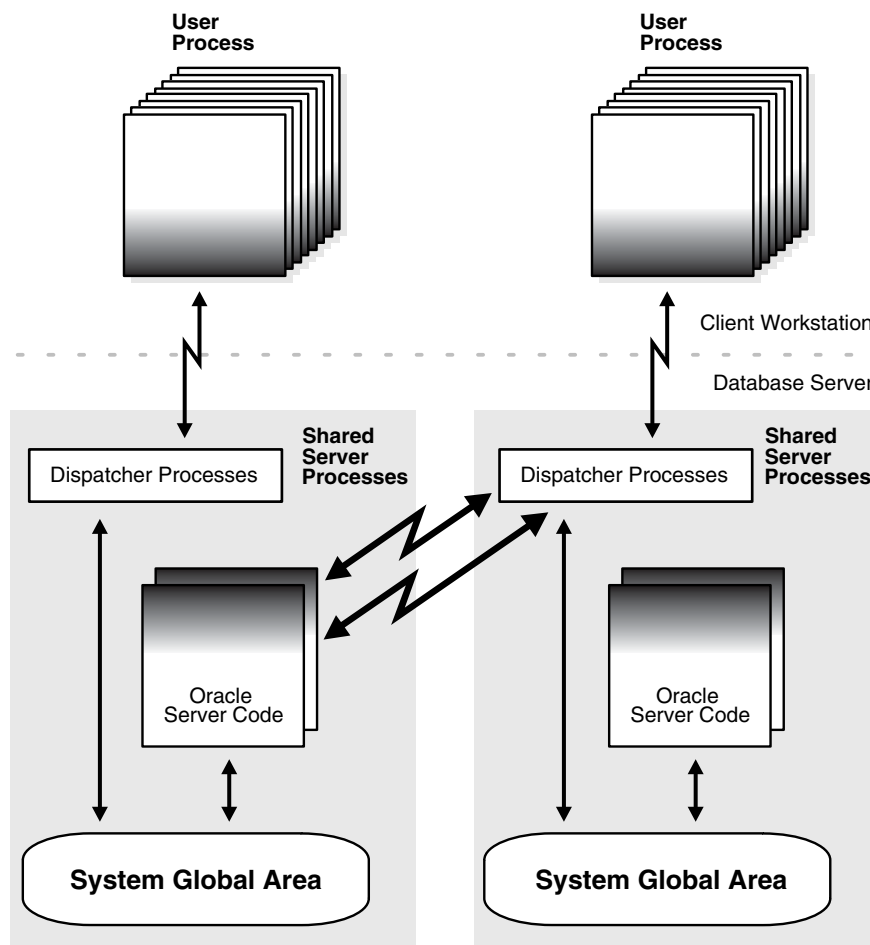 User
Process
User
Process
Client Workstation
Database Server
Shared
Server
Processes
Dispatcher Processes
Shared
Server
Processes
Dispatcher Processes
Oracle
Server Code
Oracle
Server Code
System Global Area
System Global Area